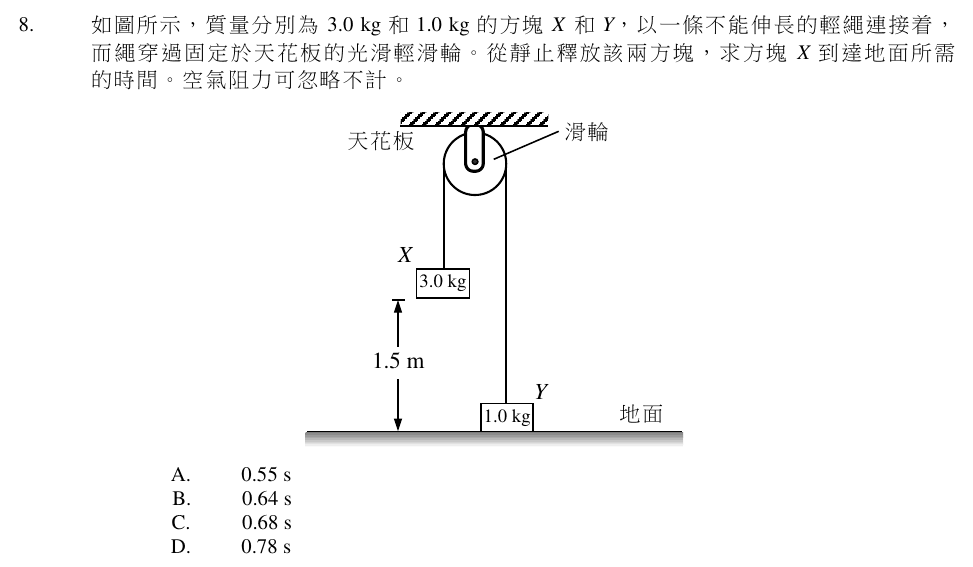 8. 如圖所示，質量分別為 3.0 kg 和 1.0 kg 的方塊 X 和 Y，以一條不能伸長的輕繩連接着，
而繩穿過固定於天花板的光滑輕滑輪。從靜止釋放該兩方塊，求方塊 X 到達地面所需
的時間。空氣阻力可忽略不計。
天花板
滑輪
X
3.0 kg
1.5 m
Y
1.0 kg
地面
A. 0.55 s
B. 0.64 s
C. 0.68 s
D. 0.78 s